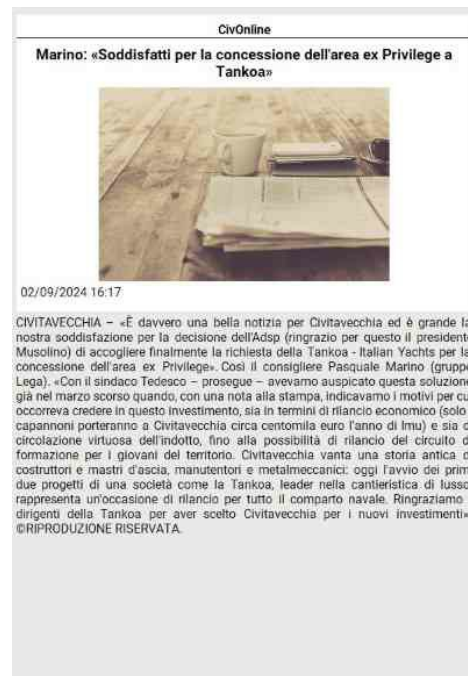 CivOnline
Marino: «Soddisfatti per la concessione dell'area ex Privilege a
Tankoa»
02/09/2024 16:17
CIVITAVECCHIA – «È davvero una bella notizia per Civitavecchia ed è grande la
nostra soddisfazione per la decisione dell'Adsp (ringrazio per questo il presidente
Musolino) di accogliere finalmente la richiesta della Tankoa - Italian Yachts per la
concessione dell'area ex Privilege». Così il consigliere Pasquale Marino (gruppo
Lega). «Con il sindaco Tedesco – prosegue – avevamo auspicato questa soluzione
già nel marzo scorso quando, con una nota alla stampa, indicavamo i motivi per cu
occorreva credere in questo investimento, sia in termini di rilancio economico (solo
capannoni porteranno a Civitavecchia circa centomila euro l'anno di Imu) e sia d
circolazione virtuosa dell'indotto, fino alla possibilità di rilancio del circuito d
formazione per i giovani del territorio. Civitavecchia vanta una storia antica d
costruttori e mastri d'ascia, manutentori e metalmeccanici: oggi l'avvio dei prim
due progetti di una società come la Tankoa, leader nella cantieristica di lusso
rappresenta un'occasione di rilancio per tutto il comparto navale. Ringraziamo
dirigenti della Tankoa per aver scelto Civitavecchia per i nuovi investimenti»
©RIPRODUZIONE RISERVATA.